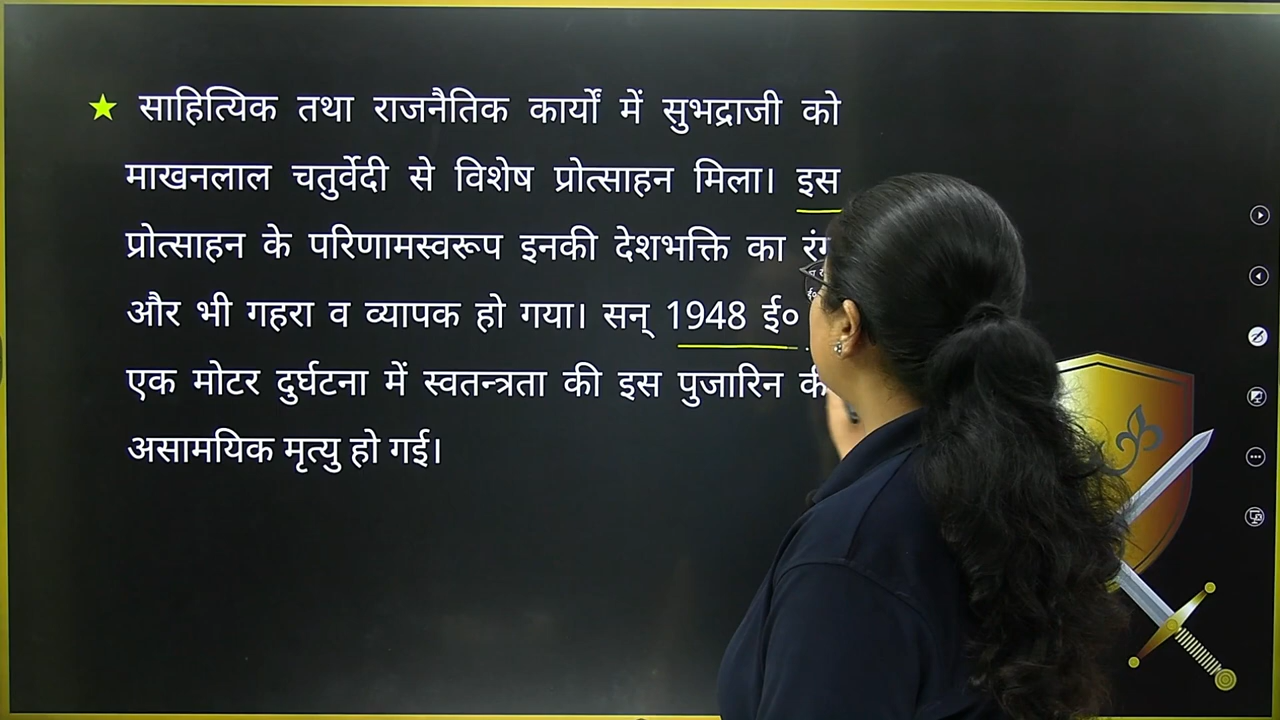 साहित्यिक तथा राजनैतिक कार्यों में सुभद्राजी को
माखनलाल चतुर्वेदी से विशेष प्रोत्साहन मिला। इस
प्रोत्साहन के परिणामस्वरूप इनकी देशभक्ति का रंग
और भी गहरा व व्यापक हो गया। सन् 1948 ई०
एक मोटर दुर्घटना में स्वतन्त्रता की इस पुजारिन की
असामयिक मृत्यु हो गई।